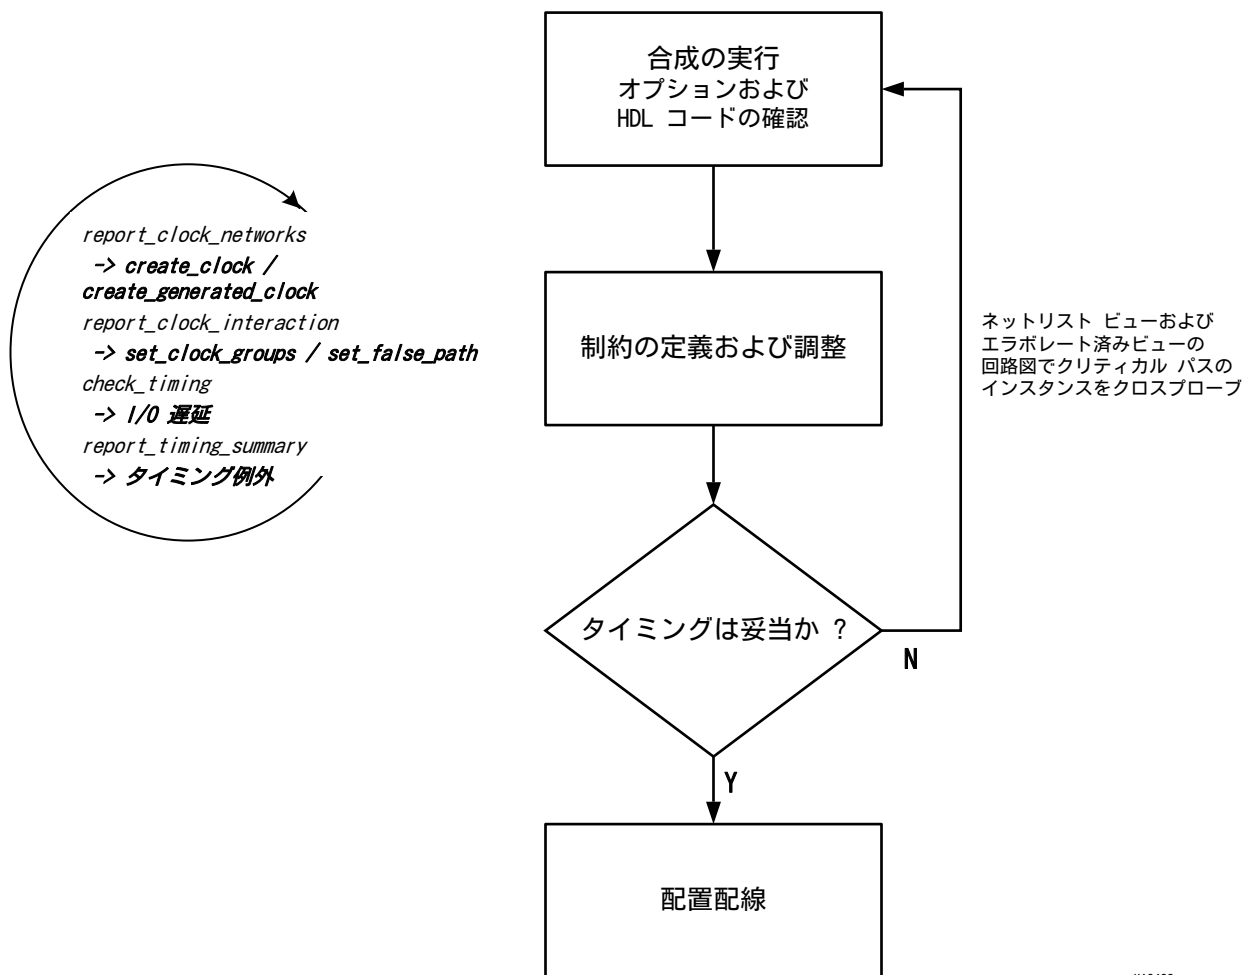 合成の実行
オプションおよび
HDL コードの確認
report_clock_networks
-> create_clock /
create_generated_clock
report_clock_interaction
-> set_clock_groups / set_false_path
check_timing
-> I/O 遅延
report_timing_summary
-> タイミング例外
制約の定義および調整
ネットリスト ビューおよび
エラボレート済みビューの
回路図でクリティカル パスの
インスタンスをクロスプローブ
タイミングは妥当か ?
N
Y
配置配線